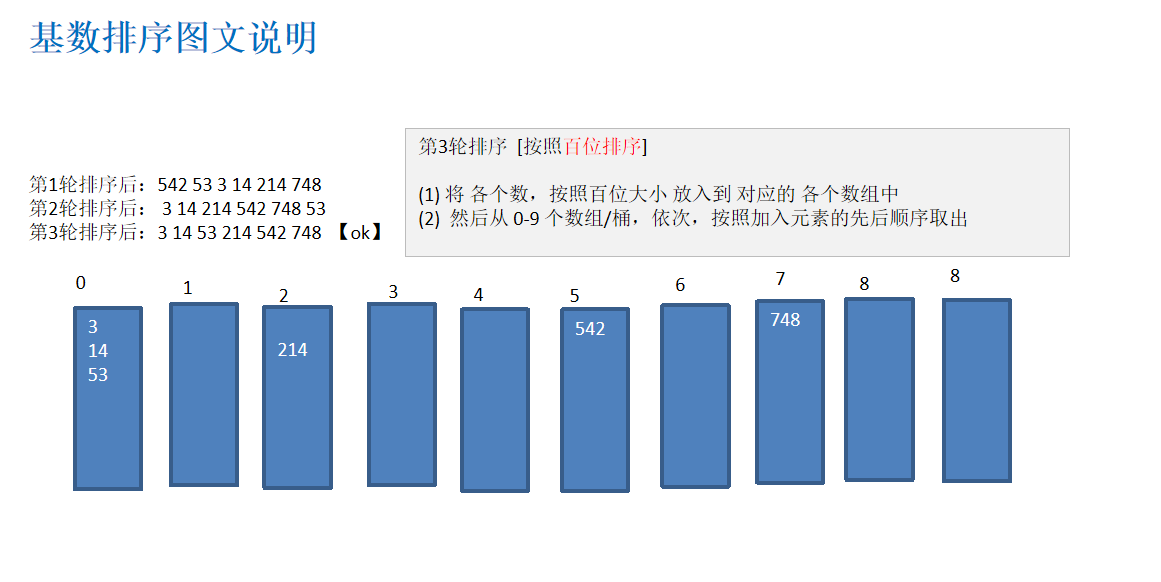 基数排序图文说明
第1轮排序后：542 53 3 14 214 748
第2轮排序后： 3 14 214 542 748 53
第3轮排序后：3 14 53 214 542 748 【ok】
第3轮排序 [按照百位排序]
(1) 将 各个数，按照百位大小 放入到 对应的 各个数组中
(2) 然后从 0-9 个数组/桶，依次，按照加入元素的先后顺序取出
0 1 2 3 4 5 6 7 8 8
3
14
53
214
542
748